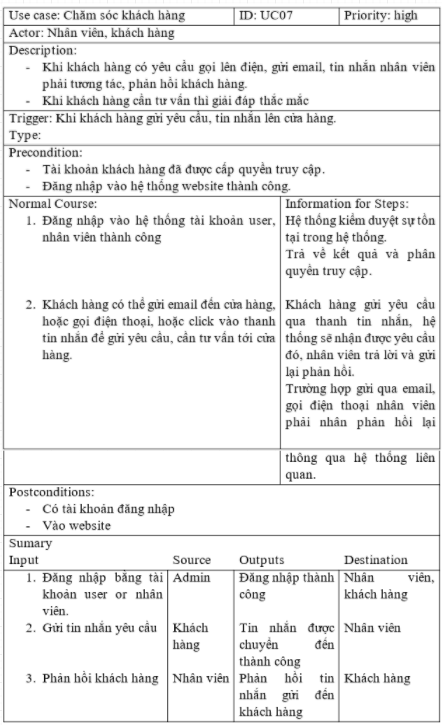 Use case: Chăm sóc khách hàng ID: UC07 Priority: high
Actor: Nhân viên, khách hàng
Description:
- Khi khách hàng có yêu cầu gọi lên điện, gửi email, tin nhắn nhân viên
phải tương tác, phản hồi khách hàng.
- Khi khách hàng cần tư vấn thì giải đáp thắc mắc
Trigger: Khi khách hàng gửi yêu cầu, tin nhắn lên cửa hàng.
Type:
Precondition:
- Tài khoản khách hàng đã được cấp quyền truy cập.
- Đăng nhập vào hệ thống website thành công.
Normal Course:
1. Đăng nhập vào hệ thống tài khoản user,
nhân viên thành công
2. Khách hàng có thể gửi email đến cửa hàng,
hoặc gọi điện thoại, hoặc click vào thanh
tin nhắn để gửi yêu cầu, cần tư vấn tới cửa
hàng.
Information for Steps:
Hệ thống kiểm duyệt sự tồn
tại trong hệ thống.
Trả về kết quả và phân
quyền truy cập.
Khách hàng gửi yêu cầu
qua thanh tin nhắn, hệ
thống sẽ nhận được yêu cầu
đó, nhân viên trả lời và gửi
lại phản hồi.
Trường hợp gửi qua email,
gọi điện thoại nhân viên
phải nhân phản hồi lại
thông qua hệ thống liên
quan.
Postconditions:
- Có tài khoản đăng nhập
- Vào website
Sumary
Input Source Outputs Destination
1. Đăng nhập bằng tài Admin Đăng nhập thành Nhân viên,
khoản user or nhân công khách hàng
viên.
2. Gửi tin nhắn yêu cầu Khách Tin nhắn được Nhân viên
hàng chuyển đến
thành công
3. Phản hồi khách hàng Nhân viên Phản hồi tin Khách hàng
nhắn gửi đến
khách hàng